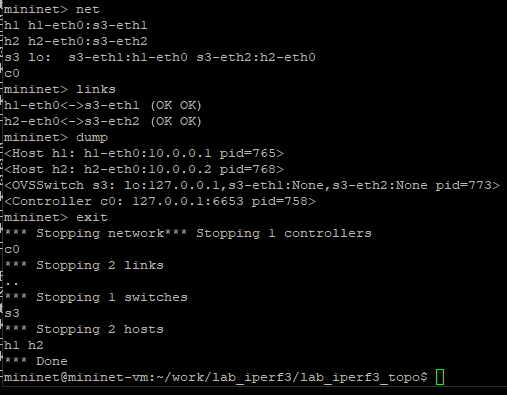 mininet> net
h1 h1-eth0:s3-eth1
h2 h2-eth0:s3-eth2
s3 lo:  s3-eth1:h1-eth0 s3-eth2:h2-eth0
c0
mininet> links
h1-eth0<->s3-eth1 (OK OK)
h2-eth0<->s3-eth2 (OK OK)
mininet> dump
<Host h1: h1-eth0:10.0.0.1 pid=765>
<Host h2: h2-eth0:10.0.0.2 pid=768>
<OVSSwitch s3: lo:127.0.0.1,s3-eth1:None,s3-eth2:None pid=773>
<Controller c0: 127.0.0.1:6653 pid=758>
mininet> exit
*** Stopping network*** Stopping 1 controllers
c0
*** Stopping 2 links
..
*** Stopping 1 switches
s3
*** Stopping 2 hosts
h1 h2
*** Done
mininet@mininet-vm:~/work/lab_iperf3/lab_iperf3_topo$